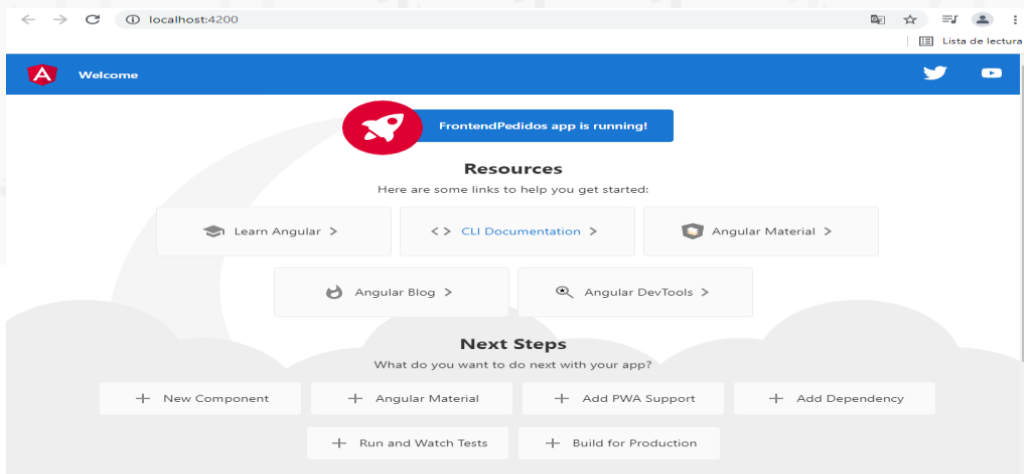 localhost:4200
Lista de lectura
Welcome
FrontendPedidos app is running!
Resources
Here are some links to help you get started:
Learn Angular > < > CLI Documentation > Angular Material >
Angular Blog > Angular DevTools >
Next Steps
What do you want to do next with your app?
+ New Component + Angular Material + Add PWA Support + Add Dependency
+ Run and Watch Tests + Build for Production